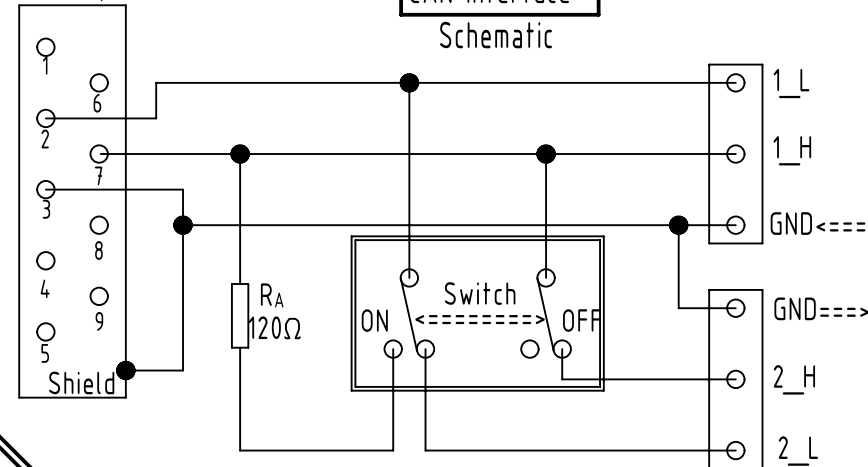 Schematic
1
6
2
7
3
8
4
9
5
Shield
RA
120Ω
Switch
ON
<======>
OFF
1_L
1_H
GND<====
GND===>
2_H
2_L